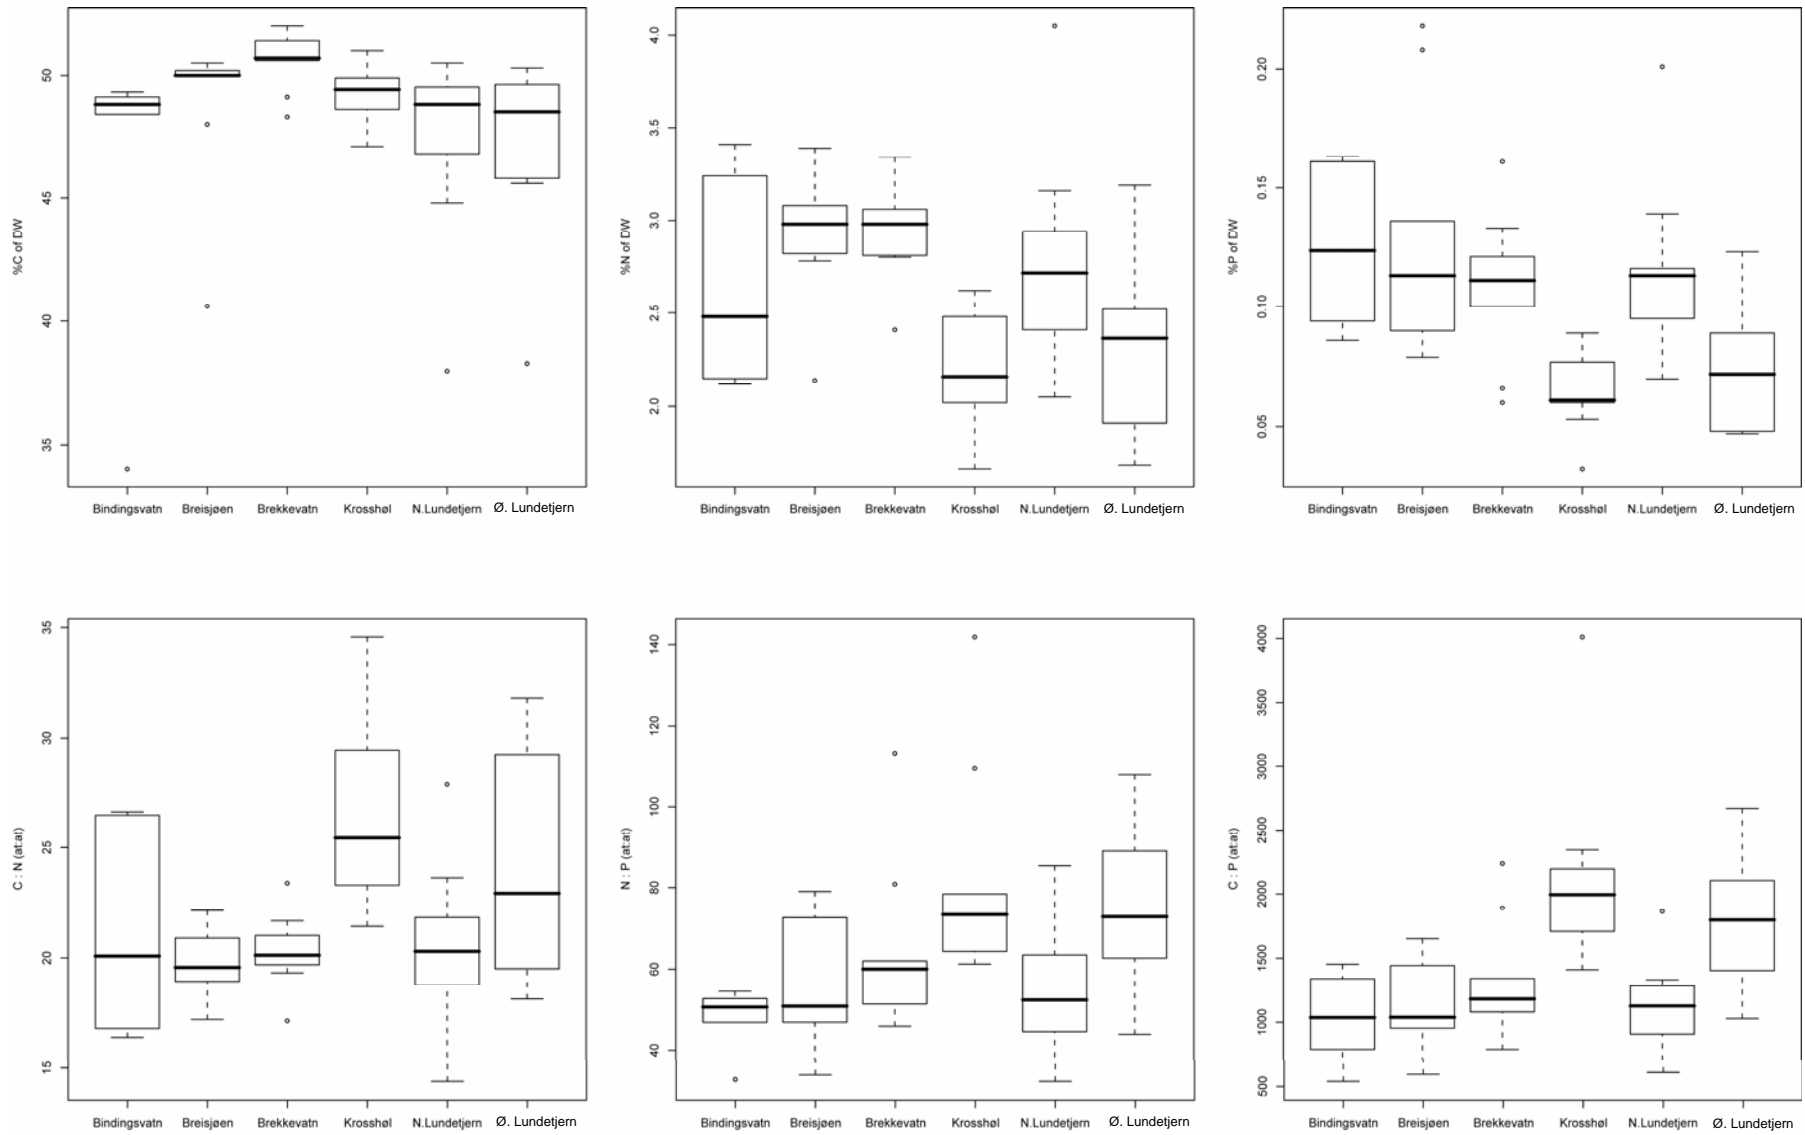 %C of DW
50
45
40
35
Bindingsvatn Breisjøen Brekkevatn Krosshøl N.Lundetjern Ø. Lundetjern
%N of DW
4.0
3.5
3.0
2.5
2.0
Bindingsvatn Breisjøen Brekkevatn Krosshøl N.Lundetjern Ø. Lundetjern
%P of DW
0.20
0.15
0.10
0.05
Bindingsvatn Breisjøen Brekkevatn Krosshøl N.Lundetjern Ø. Lundetjern
C : N (at:at)
35
30
25
20
15
Bindingsvatn Breisjøen Brekkevatn Krosshøl N.Lundetjern Ø. Lundetjern
N : P (at:at)
140
120
100
80
60
40
Bindingsvatn Breisjøen Brekkevatn Krosshøl N.Lundetjern Ø. Lundetjern
C : P (at:at)
4000
3500
3000
2500
2000
1500
1000
500
Bindingsvatn Breisjøen Brekkevatn Krosshøl N.Lundetjern Ø. Lundetjern